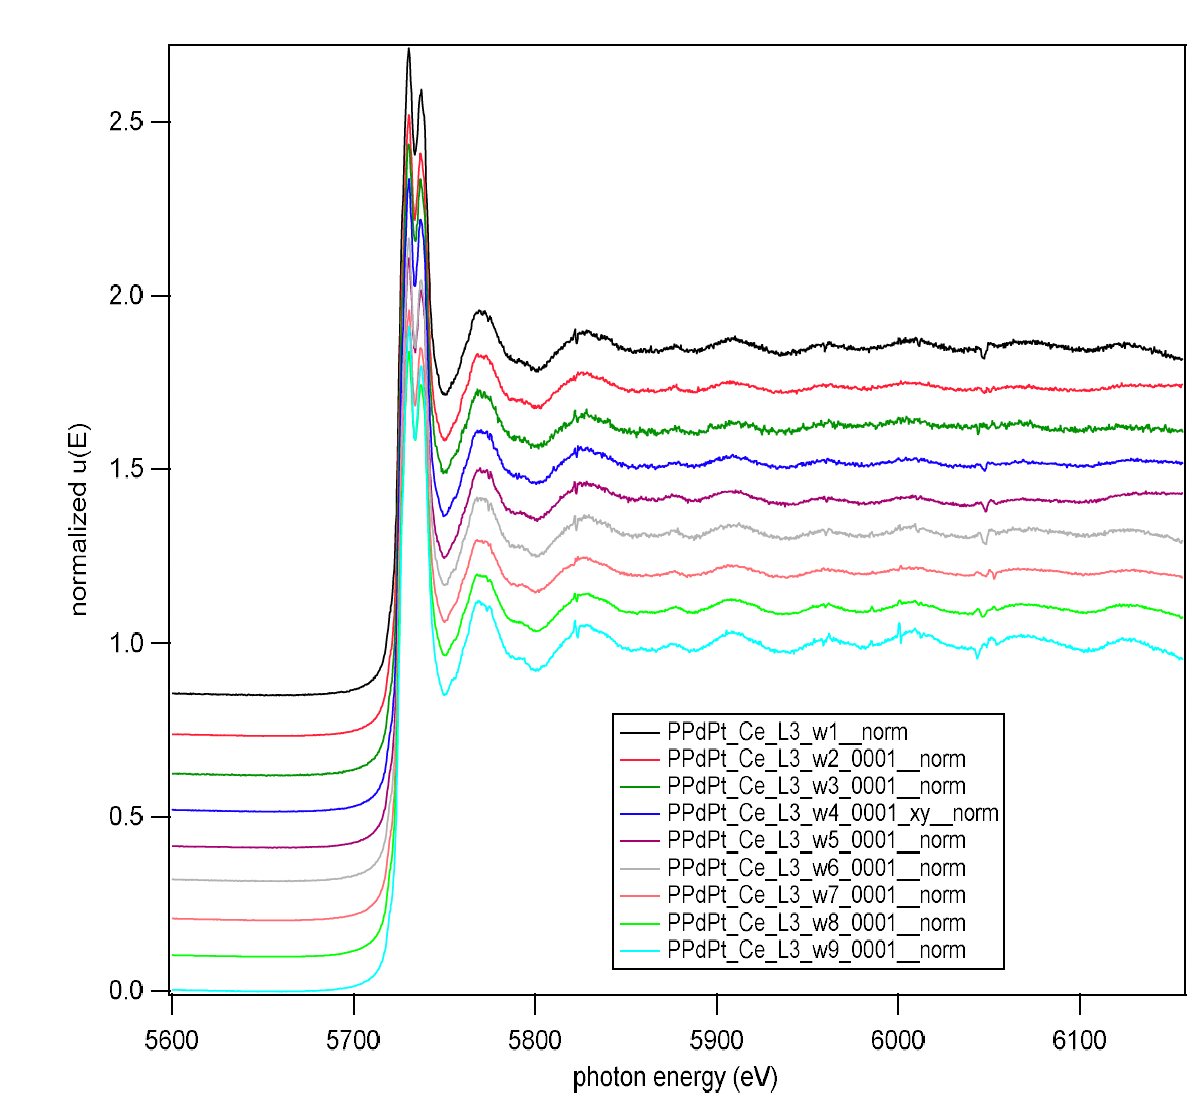 2.5
2.0
1.5
1.0
0.5
0.0
normalized u(E)
PPdPt_Ce_L3_w1__norm
PPdPt_Ce_L3_w2_0001__norm
PPdPt_Ce_L3_w3_0001__norm
PPdPt_Ce_L3_w4_0001_xy__norm
PPdPt_Ce_L3_w5_0001__norm
PPdPt_Ce_L3_w6_0001__norm
PPdPt_Ce_L3_w7_0001__norm
PPdPt_Ce_L3_w8_0001__norm
PPdPt_Ce_L3_w9_0001__norm
5600 5700 5800 5900 6000 6100
photon energy (eV)